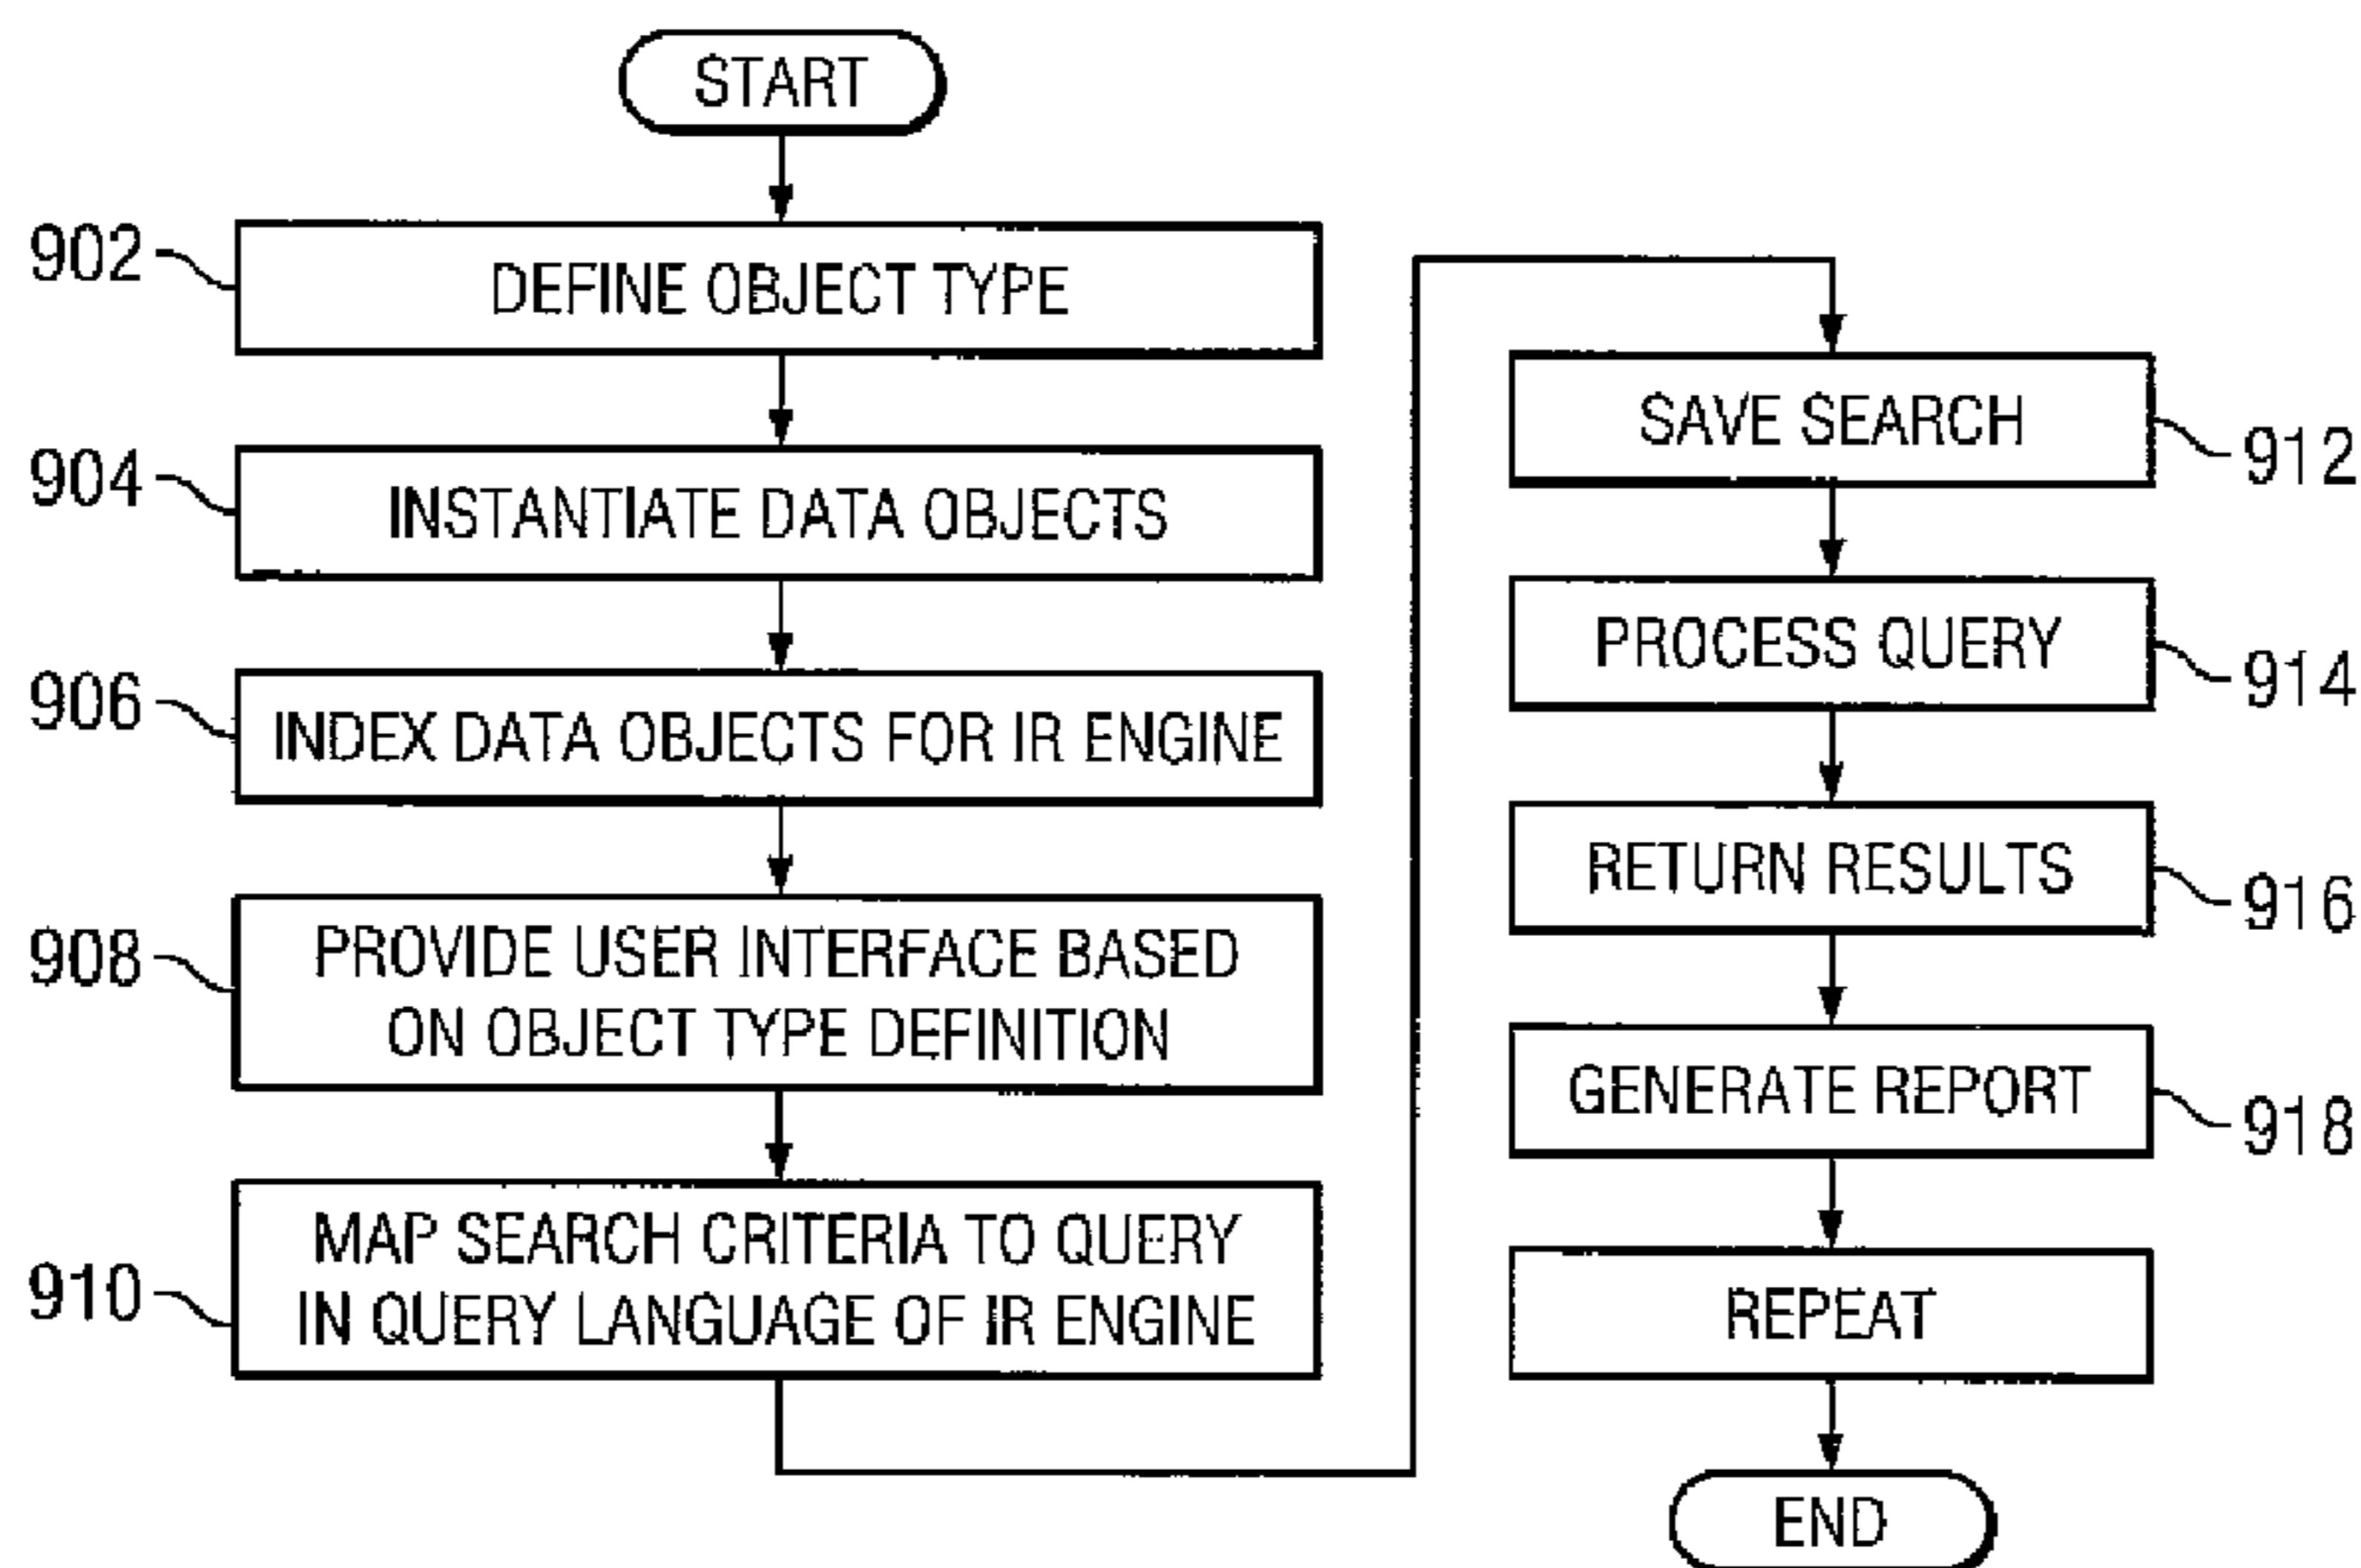 START
902
DEFINE OBJECT TYPE
904
INSTANTIATE DATA OBJECTS
906
INDEX DATA OBJECTS FOR IR ENGINE
908
PROVIDE USER INTERFACE BASED
ON OBJECT TYPE DEFINITION
910
MAP SEARCH CRITERIA TO QUERY
IN QUERY LANGUAGE OF IR ENGINE
SAVE SEARCH
912
PROCESS QUERY
914
RETURN RESULTS
916
GENERATE REPORT
918
REPEAT
END